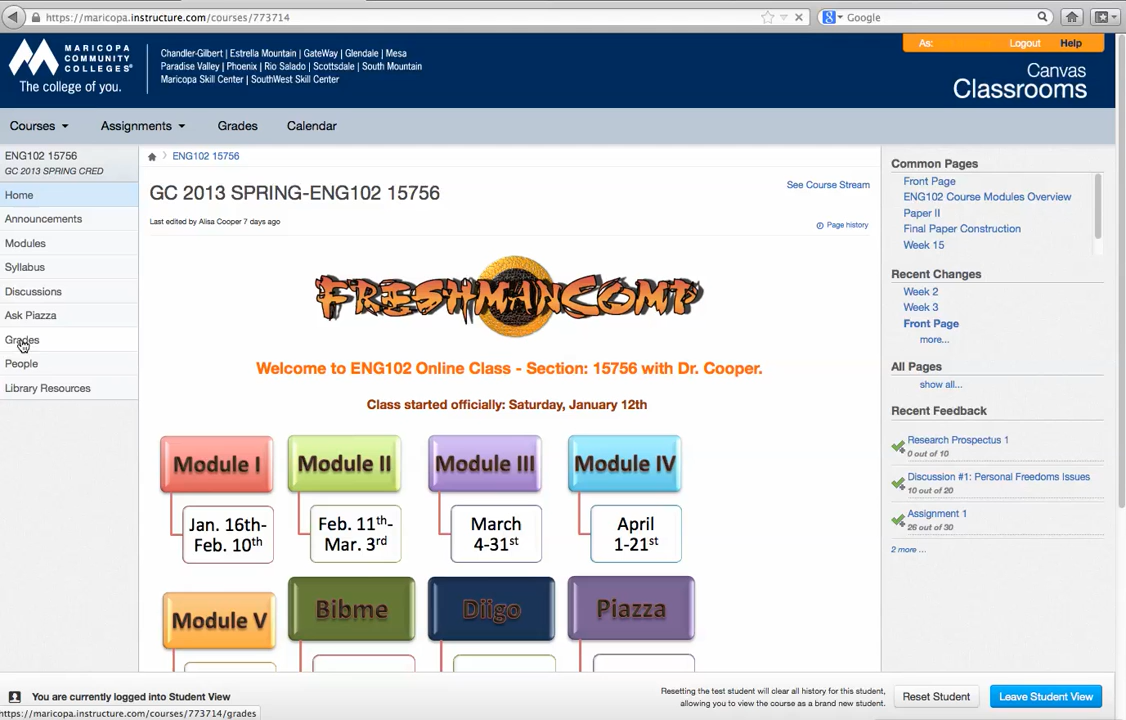 https://maricopa.instructure.com/courses/773714
Google
MARICOPA
COMMUNITY
COLLEGES
The college of you.
Chandler-Gilbert | Estrella Mountain | GateWay | Glendale | Mesa
Paradise Valley | Phoenix | Rio Salado | Scottsdale | South Mountain
Maricopa Skill Center | SouthWest Skill Center
As: Logout Help
Canvas
Classrooms
Courses Assignments Grades Calendar
ENG102 15756
GC 2013 SPRING CRED
Home
Announcements
Modules
Syllabus
Discussions
Ask Piazza
Grades
People
Library Resources
ENG102 15756
GC 2013 SPRING-ENG102 15756
See Course Stream
Last edited by Alisa Cooper 7 days ago
Page history
FRESHMANCOMP
Welcome to ENG102 Online Class - Section: 15756 with Dr. Cooper.
Class started officially: Saturday, January 12th
Module I Module II Module III Module IV
Jan. 16th-
Feb. 10th
Feb. 11th-
Mar. 3rd
March
4-31st
April
1-21st
Module V Bibme Diigo Piazza
Common Pages
Front Page
ENG102 Course Modules Overview
Paper II
Final Paper Construction
Week 15
Recent Changes
Week 2
Week 3
Front Page
more...
All Pages
show all...
Recent Feedback
Research Prospectus 1
0 out of 10
Discussion #1: Personal Freedoms Issues
10 out of 20
Assignment 1
26 out of 30
2 more ...
You are currently logged into Student View
Resetting the test student will clear all history for this student,
allowing you to view the course as a brand new student.
Reset Student
Leave Student View
https://maricopa.instructure.com/courses/773714/grades